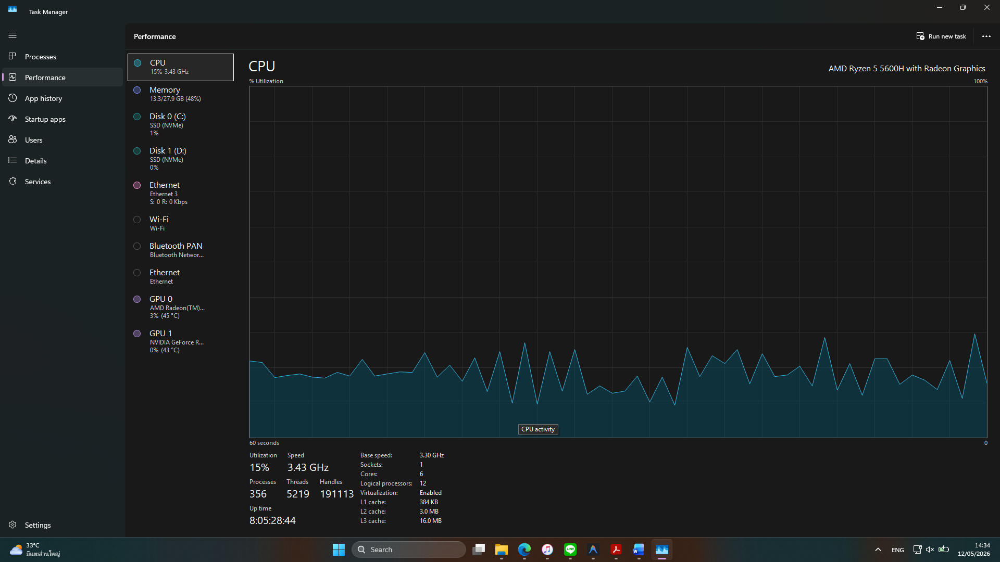 Task Manager
Performance
Run new task
Processes
Performance
App history
Startup apps
Users
Details
Services
Settings
CPU
15% 3.43 GHz
Memory
13.3/27.9 GB (48%)
Disk 0 (C:)
SSD (NVMe)
1%
Disk 1 (D:)
SSD (NVMe)
0%
Ethernet
Ethernet 3
S: 0 R: 0 Kbps
Wi-Fi
Wi-Fi
Bluetooth PAN
Bluetooth Networ...
Ethernet
Ethernet
GPU 0
AMD Radeon(TM)...
3% (45 °C)
GPU 1
NVIDIA GeForce R...
0% (43 °C)
CPU
AMD Ryzen 5 5600H with Radeon Graphics
% Utilization
100%
CPU activity
60 seconds
0
Utilization
Speed
15%
3.43 GHz
Processes
Threads
Handles
356
5219
191113
Up time
8:05:28:44
Base speed: 3.30 GHz
Sockets: 1
Cores: 6
Logical processors: 12
Virtualization: Enabled
L1 cache: 384 KB
L2 cache: 3.0 MB
L3 cache: 16.0 MB
33°C
มีเมฆส่วนใหญ่
Search
LINE
ENG
14:34
12/05/2026